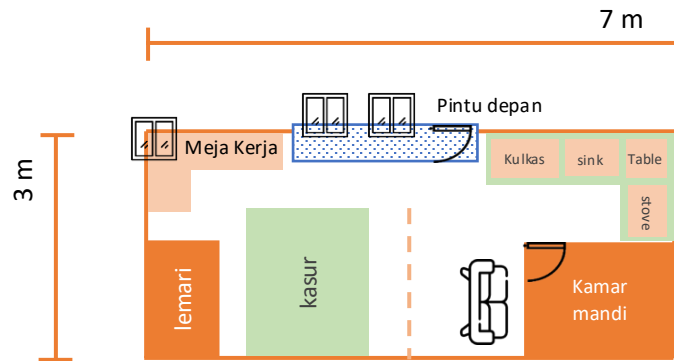 7 m
Pintu depan
Meja Kerja
Kulkas
sink
Table
3 m
stove
lemari
kasur
Kamar
mandi